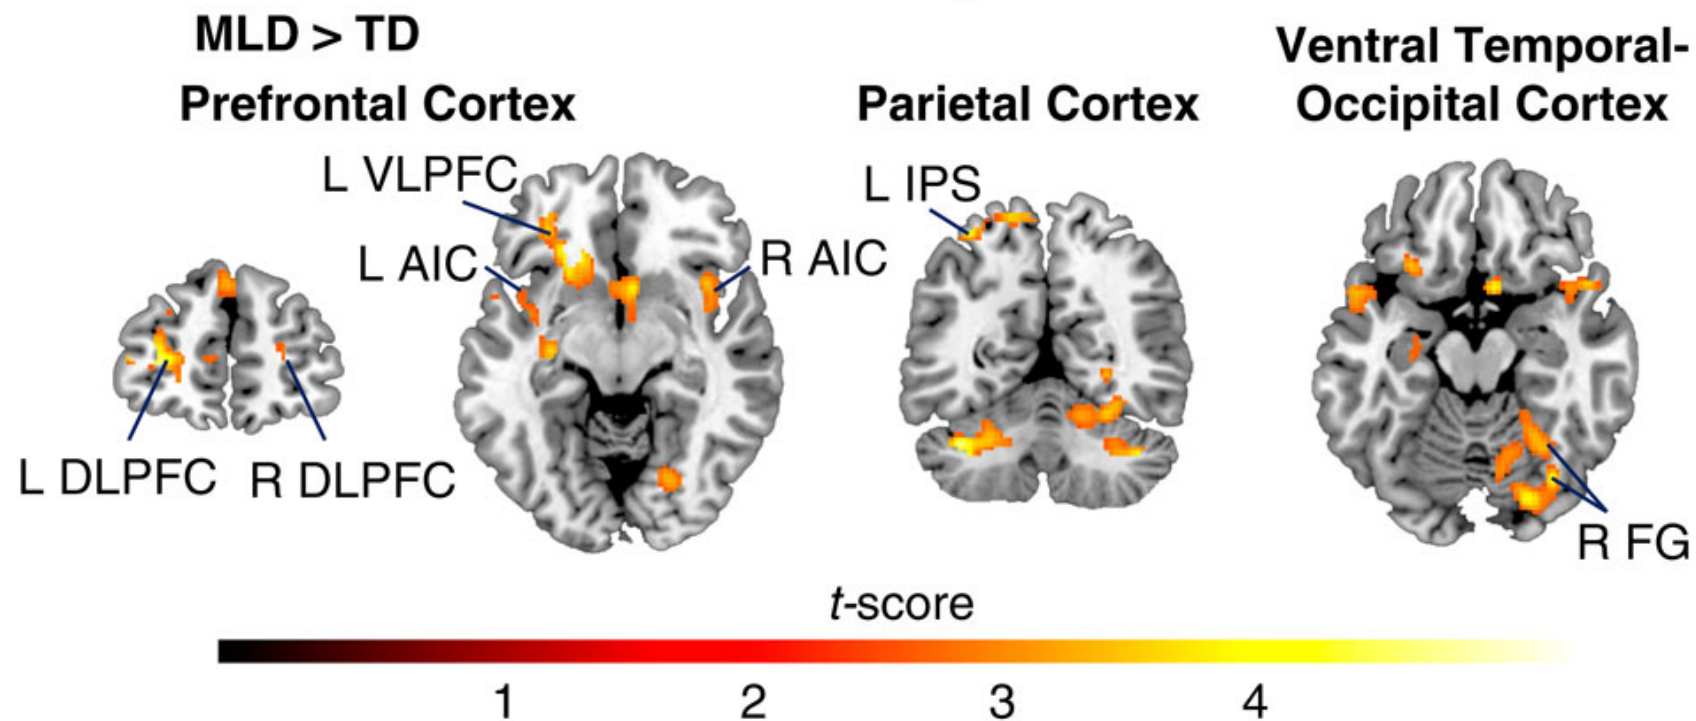 MLD > TD
Prefrontal Cortex
Parietal Cortex
Ventral Temporal-
Occipital Cortex
L VLPFC
L AIC
R AIC
L DLPFC
R DLPFC
L IPS
R FG
t-score
1 2 3 4